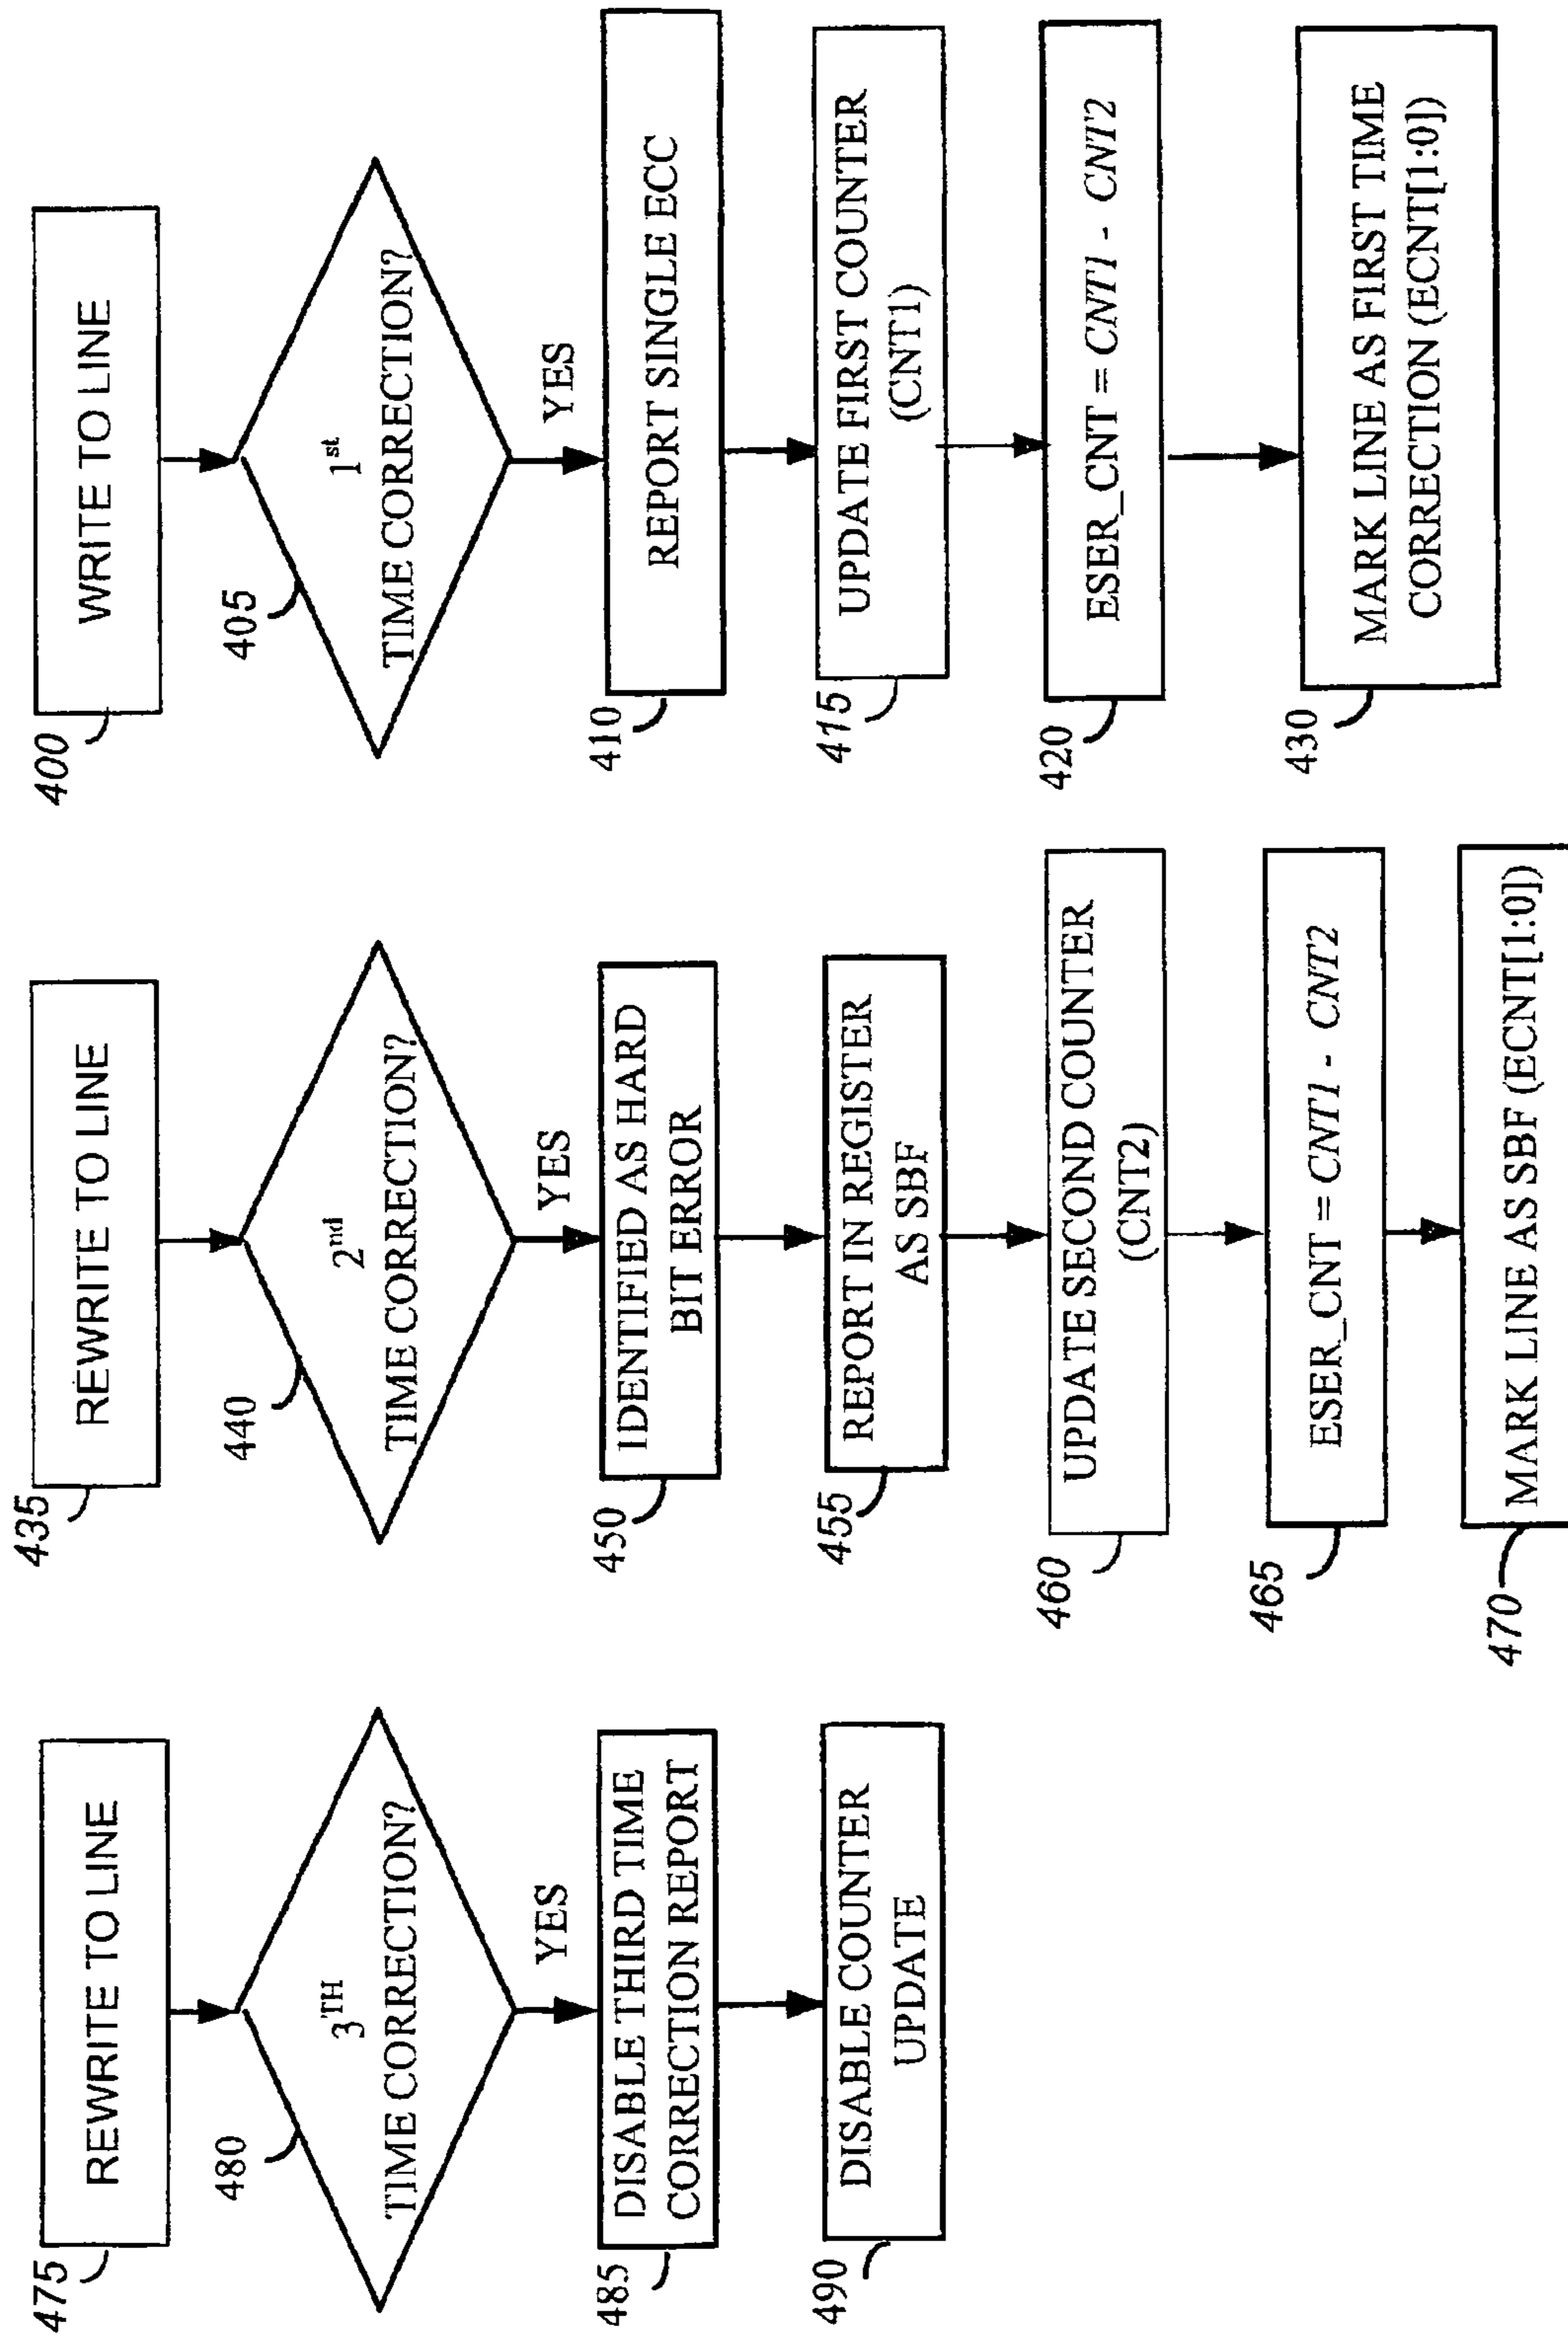 400
WRITE TO LINE
405
1st
TIME CORRECTION?
YES
410
REPORT SINGLE ECC
415
UPDATE FIRST COUNTER
(CNT1)
420
ESER_CNT = CNT1 - CNT2
430
MARK LINE AS FIRST TIME
CORRECTION (ECNT[1:0])
435
REWRITE TO LINE
440
2nd
TIME CORRECTION?
YES
450
IDENTIFIED AS HARD
BIT ERROR
455
REPORT IN REGISTER
AS SBF
460
UPDATE SECOND COUNTER
(CNT2)
465
ESER_CNT = CNT1 - CNT2
470
MARK LINE AS SBF (ECNT[1:0])
475
REWRITE TO LINE
480
3TH
TIME CORRECTION?
YES
485
DISABLE THIRD TIME
CORRECTION REPORT
490
DISABLE COUNTER
UPDATE